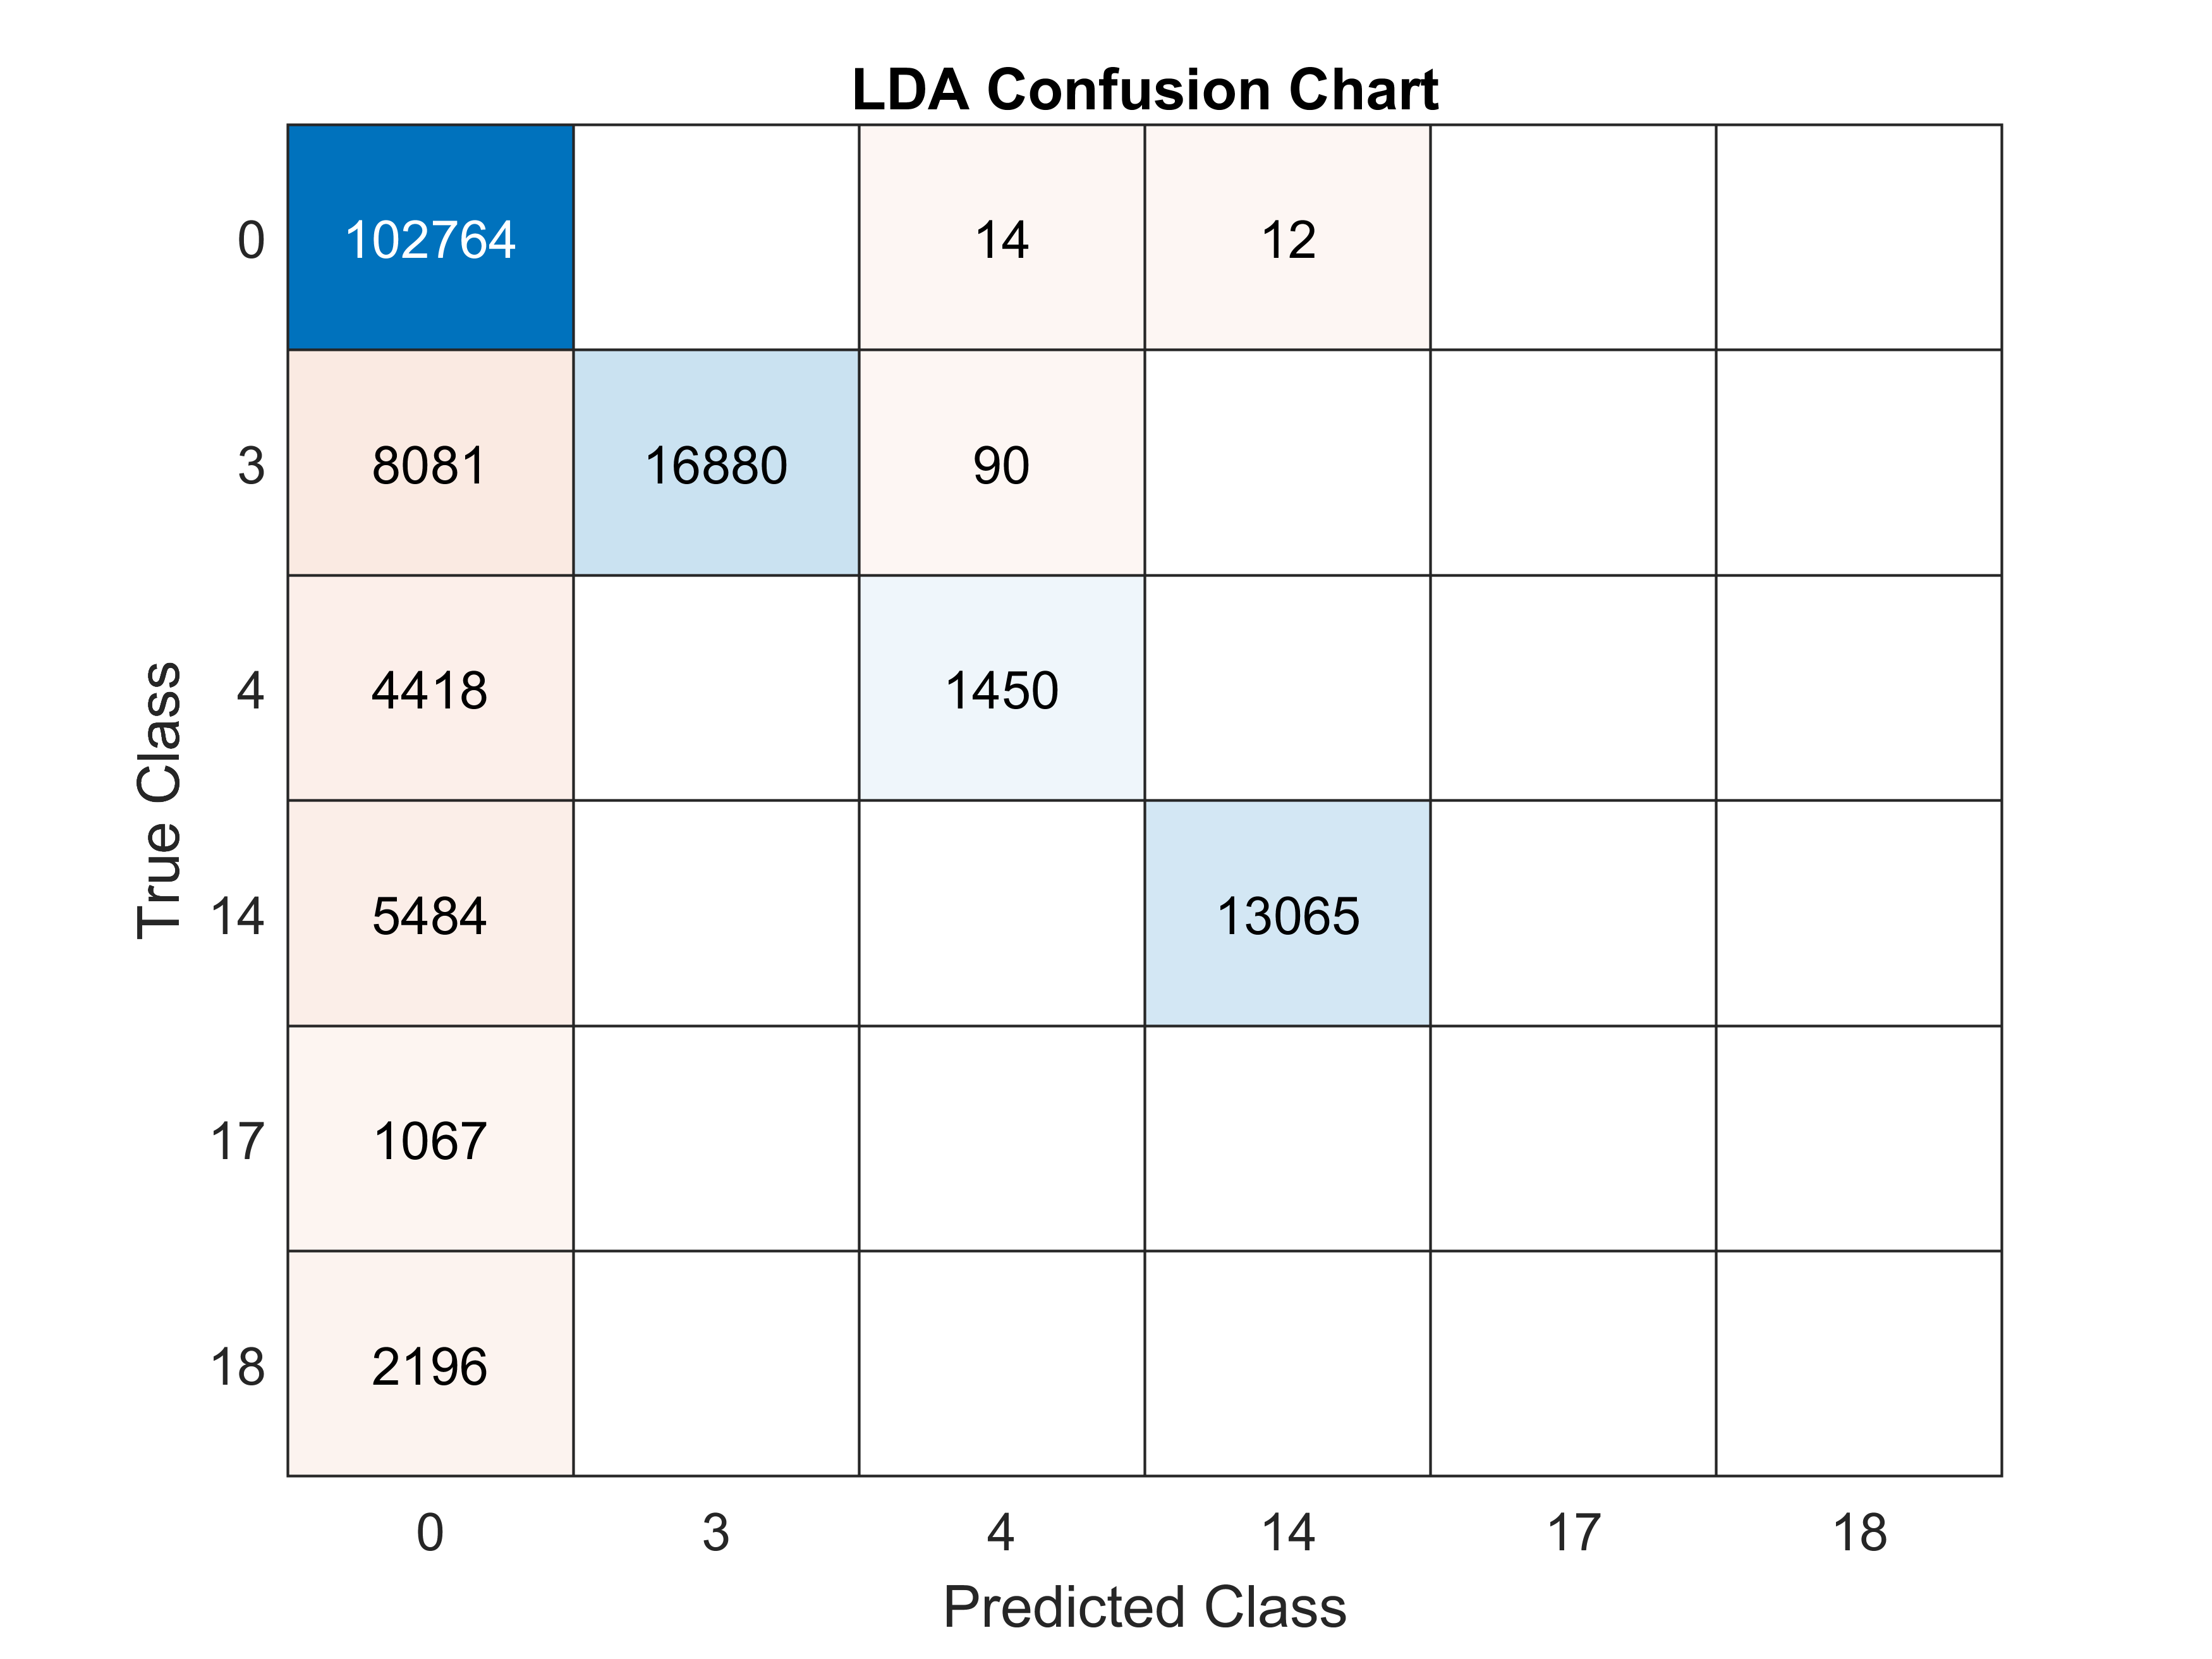 LDA Confusion Chart
0 102764 14 12
3 8081 16880 90
4 4418 1450
14 5484 13065
17 1067
18 2196
0 3 4 14 17 18
True Class
Predicted Class